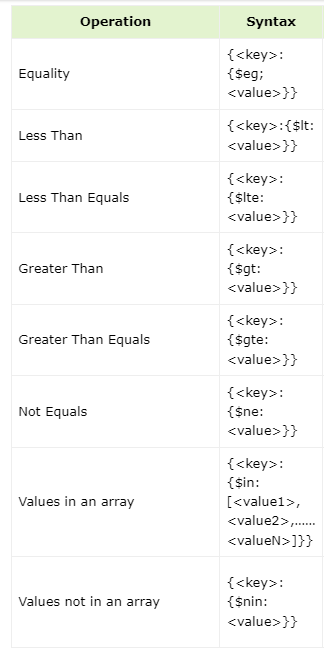 Operation Syntax
Equality
{<key>:
{$eg;
<value>}}
Less Than
{<key>:{$lt:
<value>}}
Less Than Equals
{<key>:
{$lte:
<value>}}
Greater Than
{<key>:
{$gt:
<value>}}
Greater Than Equals
{<key>:
{$gte:
<value>}}
Not Equals
{<key>:
{$ne:
<value>}}
Values in an array
{<key>:
{$in:
[<value1>,
<value2>,……
<valueN>]}}
Values not in an array
{<key>:
{$nin:
<value>}}